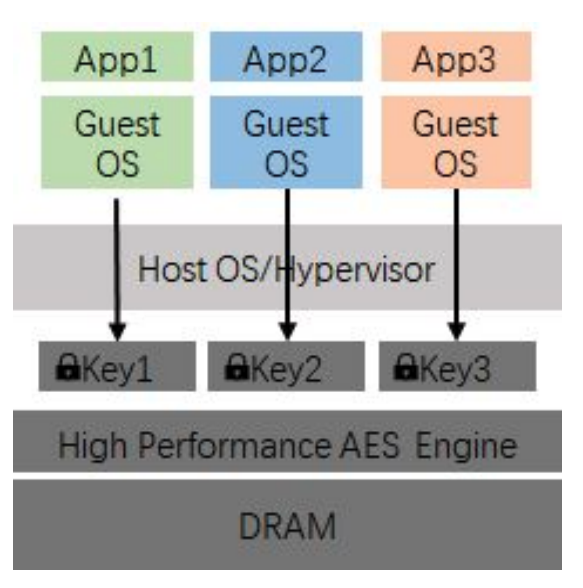 App1
App2
App3
Guest
OS
Guest
OS
Guest
OS
Host OS/Hypervisor
Key1
Key2
Key3
High Performance AES Engine
DRAM